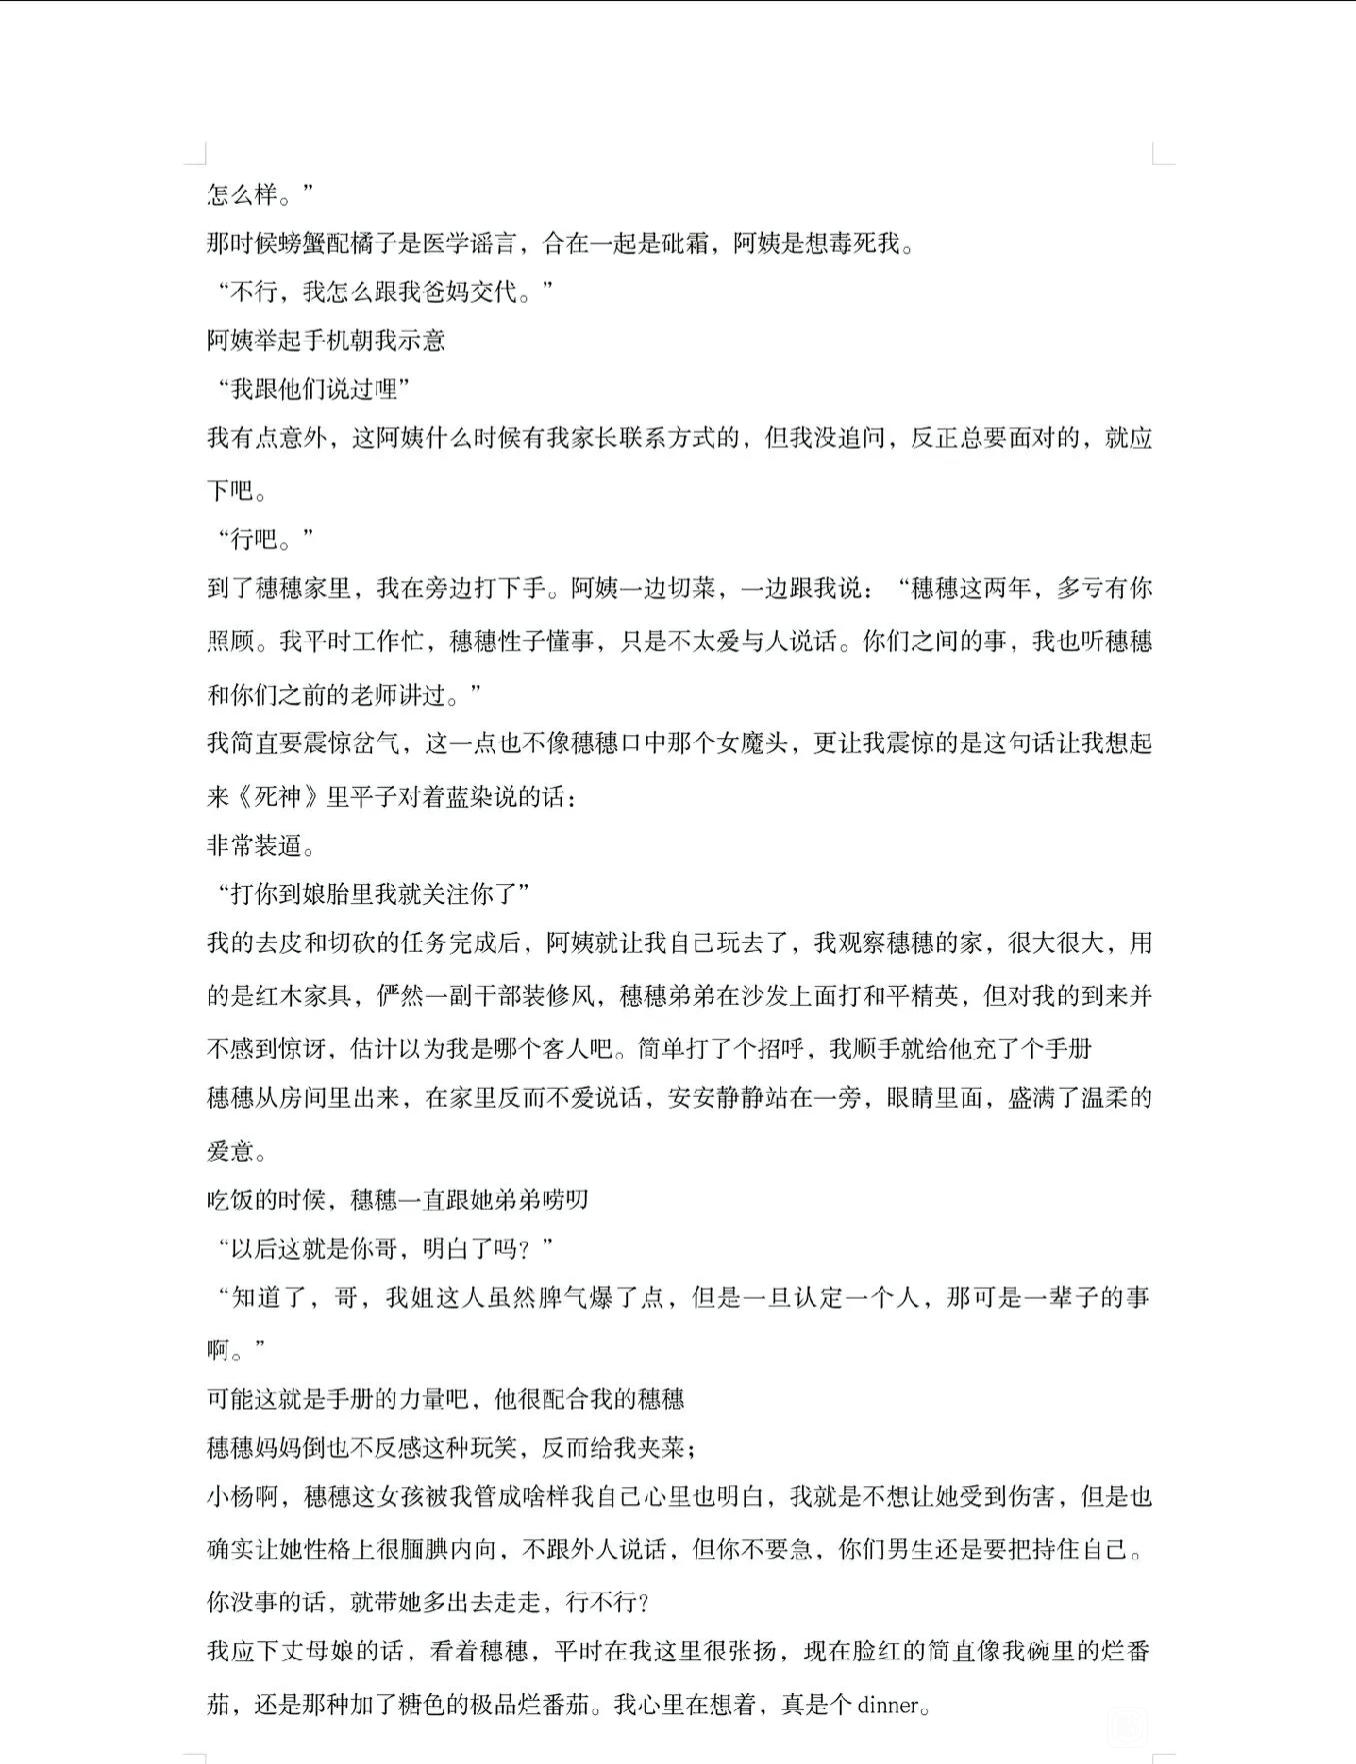 怎么样。”
那时候螃蟹配橘子是医学谣言，合在一起是砒霜，阿姨是想毒死我。
“不行，我怎么跟我爸妈交代。”
阿姨举起手机朝我示意
“我跟他们说过哩”
我有点意外，这阿姨什么时候有我家长联系方式的，但我没追问，反正总要面对的，就应
下吧。
“行吧。”
到了穗穗家里，我在旁边打下手。阿姨一边切菜，一边跟我说：“穗穗这两年，多亏有你
照顾。我平时工作忙，穗穗性子懂事，只是不太爱与人说话。你们之间的事，我也听穗穗
和你们之前的老师讲过。”
我简直要震惊岔气，这一点也不像穗穗口中那个女魔头，更让我震惊的是这句话让我想起
来《死神》里平子对着蓝染说的话：
非常装逼。
“打你到娘胎里我就关注你了”
我的去皮和切砍的任务完成后，阿姨就让我自己玩去了，我观察穗穗的家，很大很大，用
的是红木家具，俨然一副干部装修风，穗穗弟弟在沙发上面打和平精英，但对我的到来并
不感到惊讶，估计以为我是哪个客人吧。简单打了个招呼，我顺手就给他充了个手册
穗穗从房间里出来，在家里反而不爱说话，安安静静站在一旁，眼睛里面，盛满了温柔的
爱意。
吃饭的时候，穗穗一直跟她弟弟唠叨
“以后这就是你哥，明白了吗？”
“知道了，哥，我姐这人虽然脾气爆了点，但是一旦认定一个人，那可是一辈子的事
啊。”
可能这就是手册的力量吧，他很配合我的穗穗
穗穗妈妈倒也不反感这种玩笑，反而给我夹菜；
小杨啊，穗穗这女孩被我管成啥样我自己心里也明白，我就是不想让她受到伤害，但是也
确实让她性格上很腼腆内向，不跟外人说话，但你不要急，你们男生还是要把持住自己。
你没事的话，就带她多出去走走，行不行？
我应下丈母娘的话，看着穗穗，平时在我这里很张扬，现在脸红的简直像我碗里的烂番
茄，还是那种加了糖色的极品烂番茄。我心里在想着，真是个 dinner。